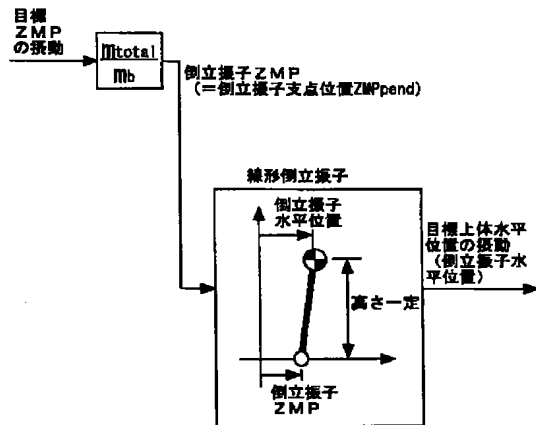 目標
ZMP
の摂動
mtotal
mb
倒立振子ZMP
(=倒立振子支点位置ZMPpend)
線形倒立振子
倒立振子
水平位置
高さ一定
倒立振子
ZMP
目標上体水平
位置の摂動
(倒立振子水
平位置)